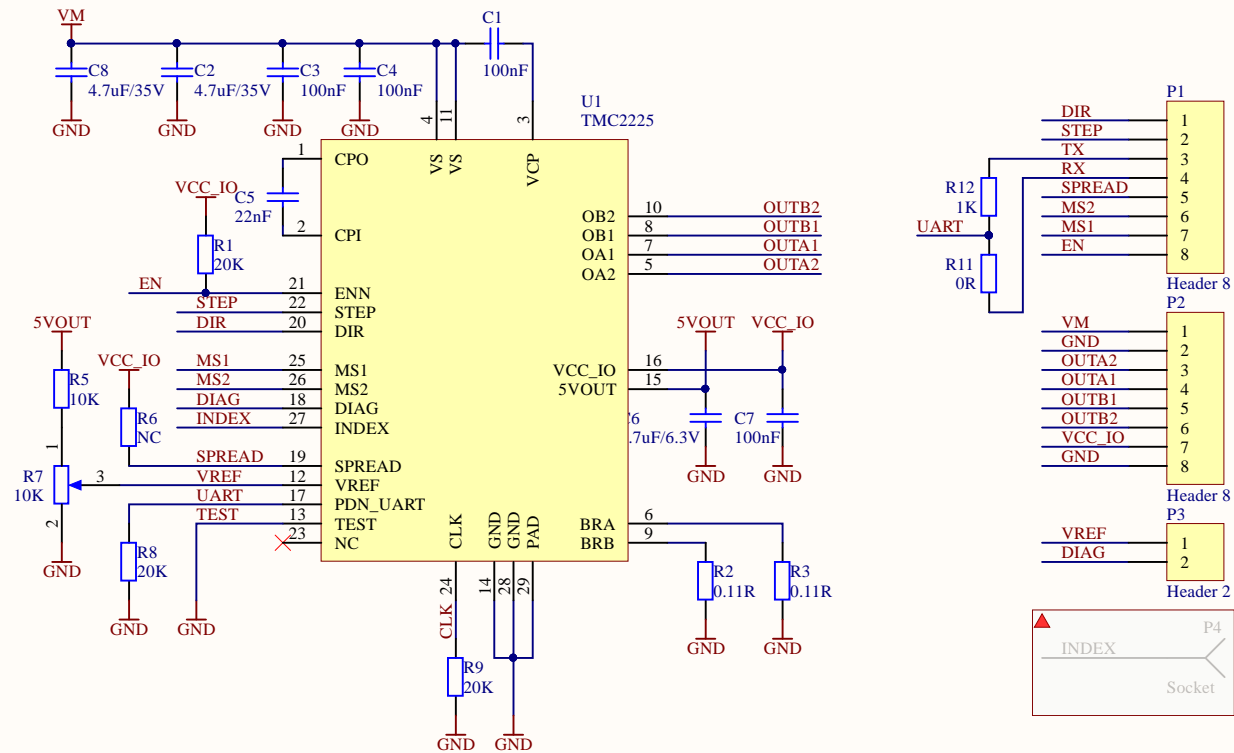 VM
C8
4.7uF/35V
GND
C2
4.7uF/35V
GND
C3
100nF
GND
C4
100nF
GND
C1
100nF
U1
TMC2225
4
11
3
VS
VS
VCP
1
CPO
C5
22nF
2
CPI
VCC_IO
R1
20K
EN
21
ENN
STEP
22
STEP
DIR
20
DIR
5VOUT
R5
10K
VCC_IO
R6
NC
MS1
25
MS1
MS2
26
MS2
DIAG
18
DIAG
INDEX
27
INDEX
SPREAD
19
SPREAD
1
R7
10K
3
2
GND
VREF
12
VREF
UART
17
PDN_UART
TEST
13
TEST
23
NC
R8
20K
GND
GND
CLK
GND
GND
PAD
24
14
28
29
CLK
R9
20K
GND
GND
OB2
10
OUTB2
OB1
8
OUTB1
OA1
7
OUTA1
OA2
5
OUTA2
5VOUT
VCC_IO
VCC_IO
16
5VOUT
15
C6
.7uF/6.3V
GND
C7
100nF
GND
BRA
6
BRB
9
R2
0.11R
GND
R3
0.11R
GND
P1
DIR
1
STEP
2
TX
3
RX
4
SPREAD
5
MS2
6
MS1
7
EN
8
Header 8
R12
1K
UART
R11
0R
P2
VM
1
GND
2
OUTA2
3
OUTA1
4
OUTB1
5
OUTB2
6
VCC_IO
7
GND
8
Header 8
P3
VREF
1
DIAG
2
Header 2
P4
INDEX
Socket